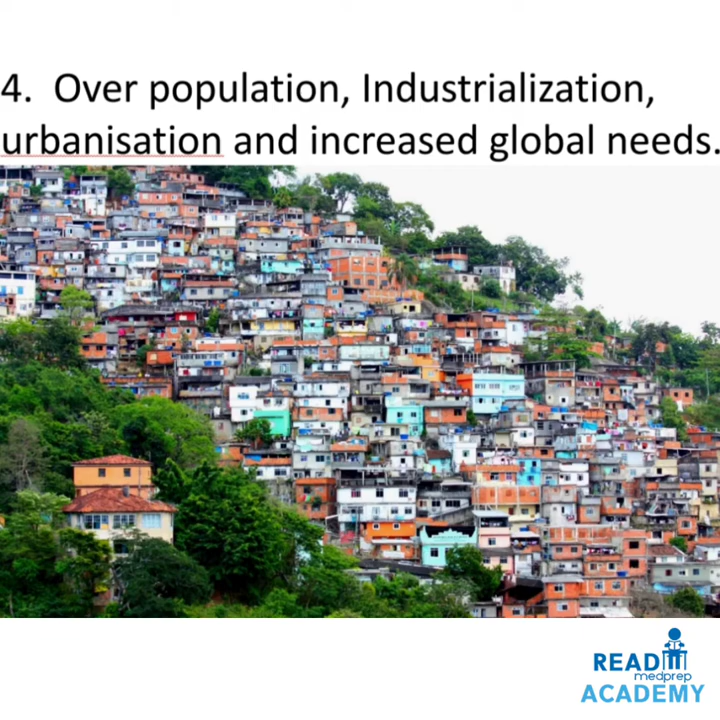 4. Over population, Industrialization,
urbanisation and increased global needs.
READ
medprep
ACADEMY